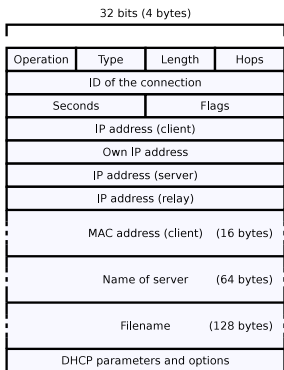 32 bits (4 bytes)
Operation Type Length Hops
ID of the connection
Seconds Flags
IP address (client)
Own IP address
IP address (server)
IP address (relay)
MAC address (client) (16 bytes)
Name of server (64 bytes)
Filename (128 bytes)
DHCP parameters and options